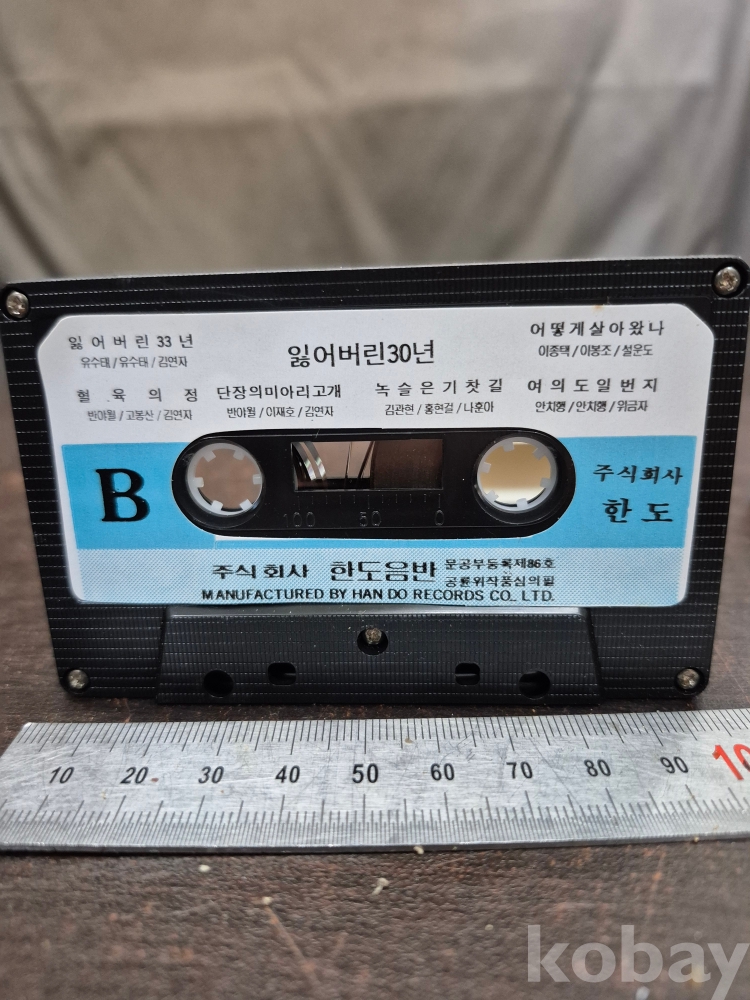 잃어버린 33년
유수태/유수태/김연자
잃어버린30년
어떻게살아왔나
이종택/이봉조/설운도
혈육의정
반야월/고봉산/김연자
단장의미아리고개
반야월/이재호/김연자
녹슬은기찻길
김관현/홍현걸/나훈아
여의도일번지
안치행/안치행/위금자
B
100 50 0
주식회사
한도
주식회사 한도음반 문공부등록제86호
공륜위작품심의필
MANUFACTURED BY HAN DO RECORDS CO., LTD.
10 20 30 40 50 60 70 80 90 10
kobay